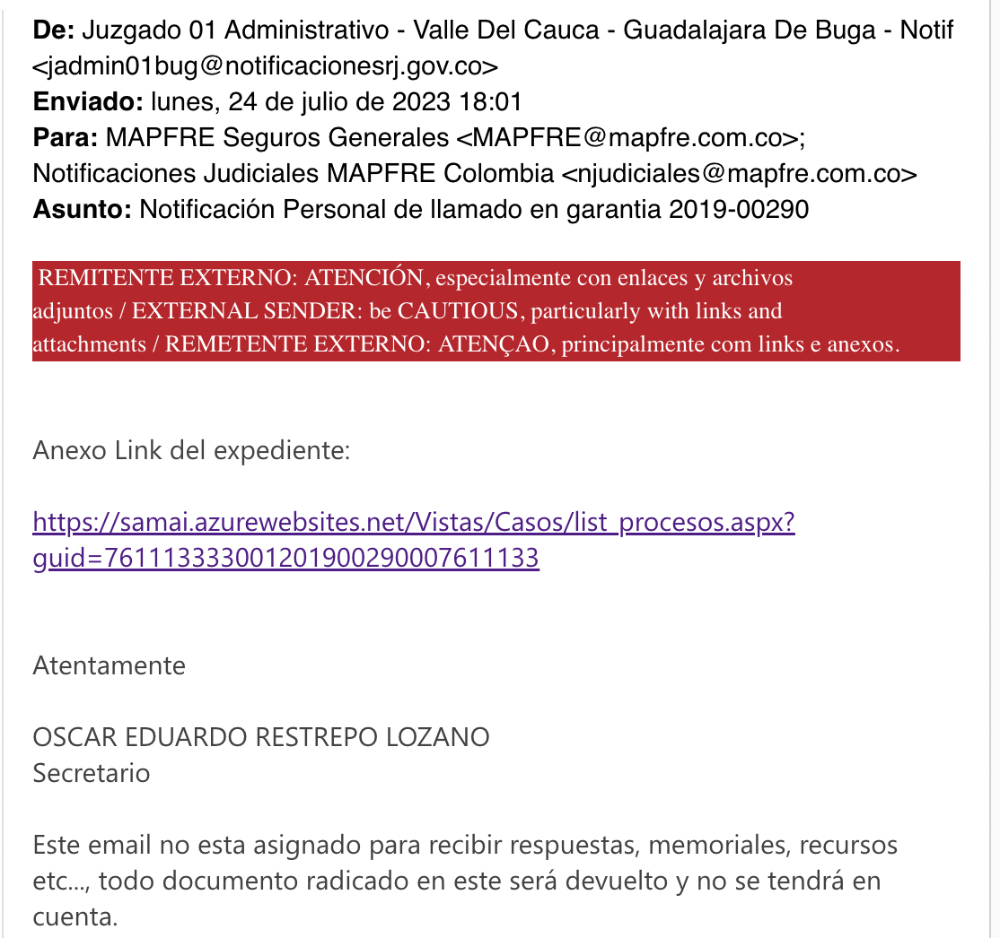 De: Juzgado 01 Administrativo - Valle Del Cauca - Guadalajara De Buga - Notif
<jadmin01bug@notificacionesrj.gov.co>
Enviado: lunes, 24 de julio de 2023 18:01
Para: MAPFRE Seguros Generales <MAPFRE@mapfre.com.co>;
Notificaciones Judiciales MAPFRE Colombia <njudiciales@mapfre.com.co>
Asunto: Notificación Personal de llamado en garantia 2019-00290
REMITENTE EXTERNO: ATENCIÓN, especialmente con enlaces y archivos
adjuntos / EXTERNAL SENDER: be CAUTIOUS, particularly with links and
attachments / REMETENTE EXTERNO: ATENÇAO, principalmente com links e anexos.
Anexo Link del expediente:
https://samai.azurewebsites.net/Vistas/Casos/list_procesos.aspx?
guid=761113333001201900290007611133
Atentamente
OSCAR EDUARDO RESTREPO LOZANO
Secretario
Este email no esta asignado para recibir respuestas, memoriales, recursos
etc..., todo documento radicado en este será devuelto y no se tendrá en
cuenta.